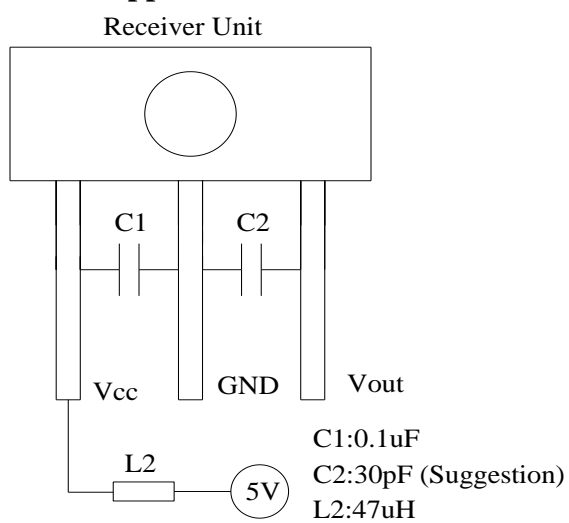 Receiver Unit
C1
C2
Vcc
GND
Vout
L2
5V
C1:0.1uF
C2:30pF (Suggestion)
L2:47uH